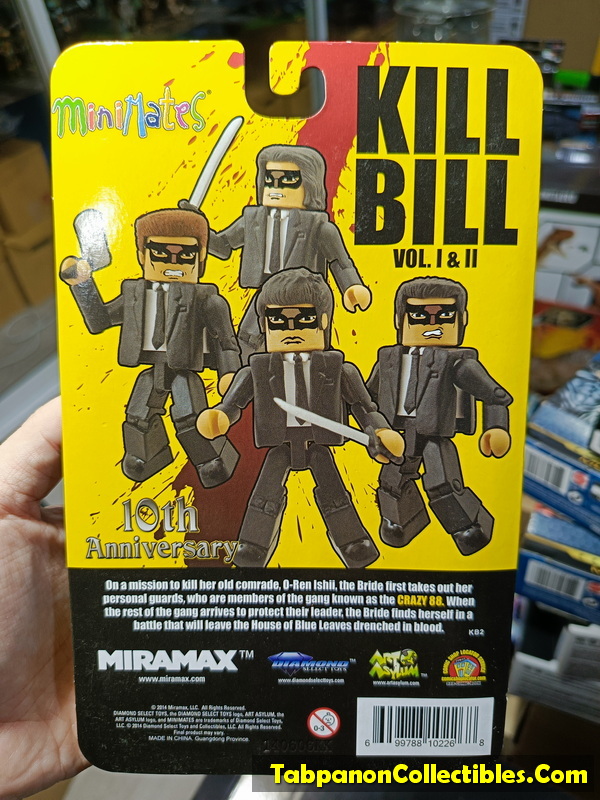 MiniMates
KILL
BILL
VOL. I & II
10th
Anniversary
On a mission to kill her old comrade, O-Ren Ishii, the Bride first takes out her
personal guards, who are members of the gang known as the CRAZY 88. When
the rest of the gang arrives to protect their leader, the Bride finds herself in a
battle that will leave the House of Blue Leaves drenched in blood.
KB2
MIRAMAX™
www.miramax.com
DIAMOND™
SELECT TOYS
www.diamondselecttoys.com
ART ASYLUM™
www.artasylum.com
© 2014 Miramax, LLC. All Rights Reserved.
DIAMOND SELECT TOYS, the DIAMOND SELECT TOYS logo, ART ASYLUM, the
ART ASYLUM logo, and MINIMATES are trademarks of Diamond Select Toys,
LLC. © 2014 Diamond Select Toys and Collectibles, LLC. All Rights Reserved.
Final product may vary.
MADE IN CHINA. Guangdong Province.
0-3
6 99788 10226 8
TabpanonCollectibles.Com